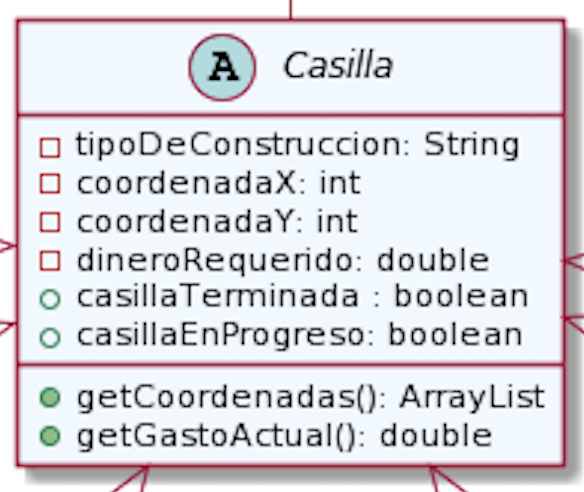 A Casilla
tipoDeConstruccion: String
coordenadaX: int
coordenadaY: int
dineroRequerido: double
casillaTerminada : boolean
casillaEnProgreso: boolean
getCoordenadas(): ArrayList
getGastoActual(): double